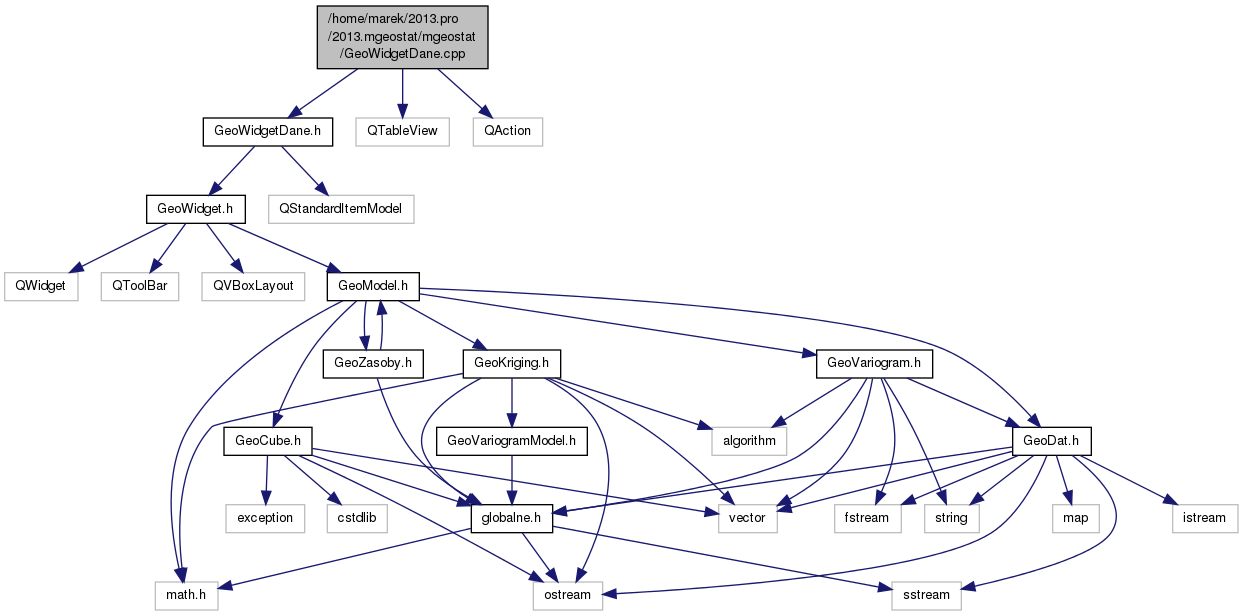 /home/marek/2013.pro
/2013.mgeostat/mgeostat
/GeoWidgetDane.cpp
GeoWidgetDane.h
QTableView
QAction
GeoWidget.h
QStandardItemModel
QWidget
QToolBar
QVBoxLayout
GeoModel.h
GeoZasoby.h
GeoKriging.h
GeoVariogram.h
GeoCube.h
GeoVariogramModel.h
algorithm
GeoDat.h
exception
cstdlib
globalne.h
vector
fstream
string
map
istream
math.h
ostream
sstream